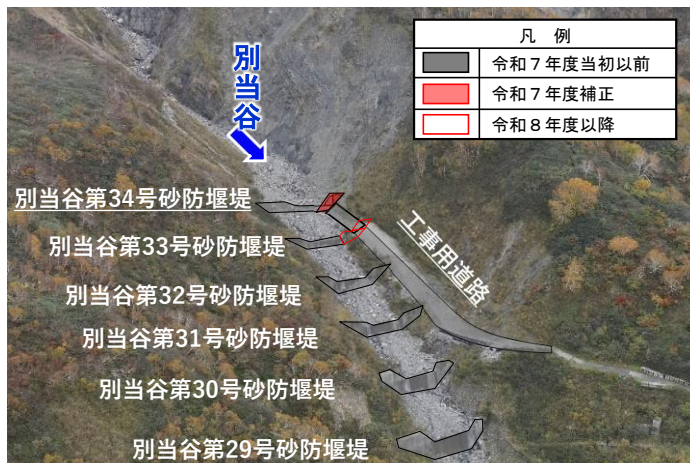 凡 例
令和７年度当初以前
令和７年度補正
令和８年度以降
別当谷
別当谷第34号砂防堰堤
工事用道路
別当谷第33号砂防堰堤
別当谷第32号砂防堰堤
別当谷第31号砂防堰堤
別当谷第30号砂防堰堤
別当谷第29号砂防堰堤